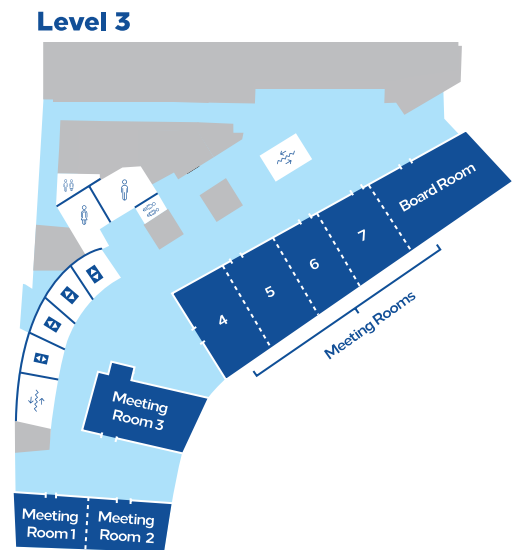 Level 3
Board Room
7
6
5
4
Meeting Rooms
Meeting
Room 3
Meeting
Room 1
Meeting
Room 2